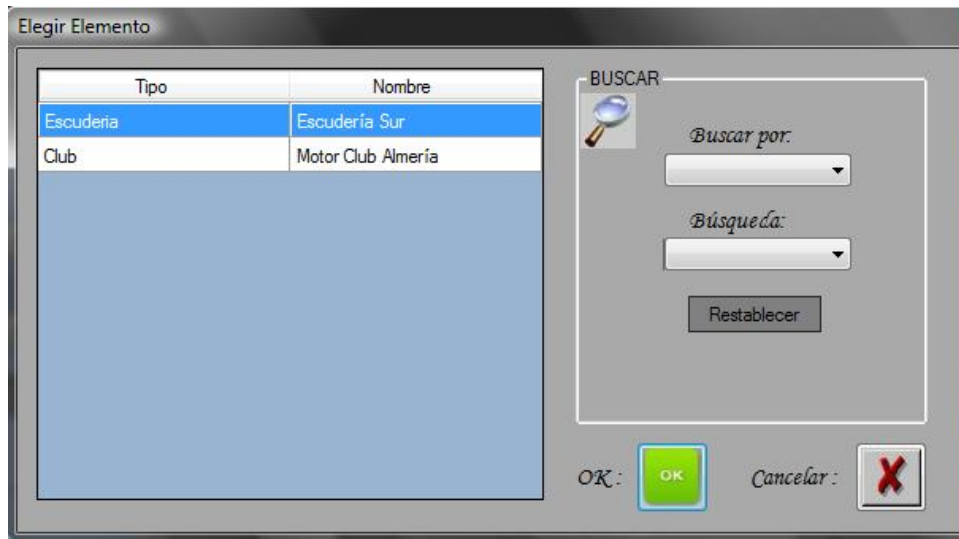 Elegir Elemento
Tipo Nombre
Escuderia Escudería Sur
Club Motor Club Almería
BUSCAR
Buscar por:
Búsqueda:
Restablecer
OK : OK Cancelar :